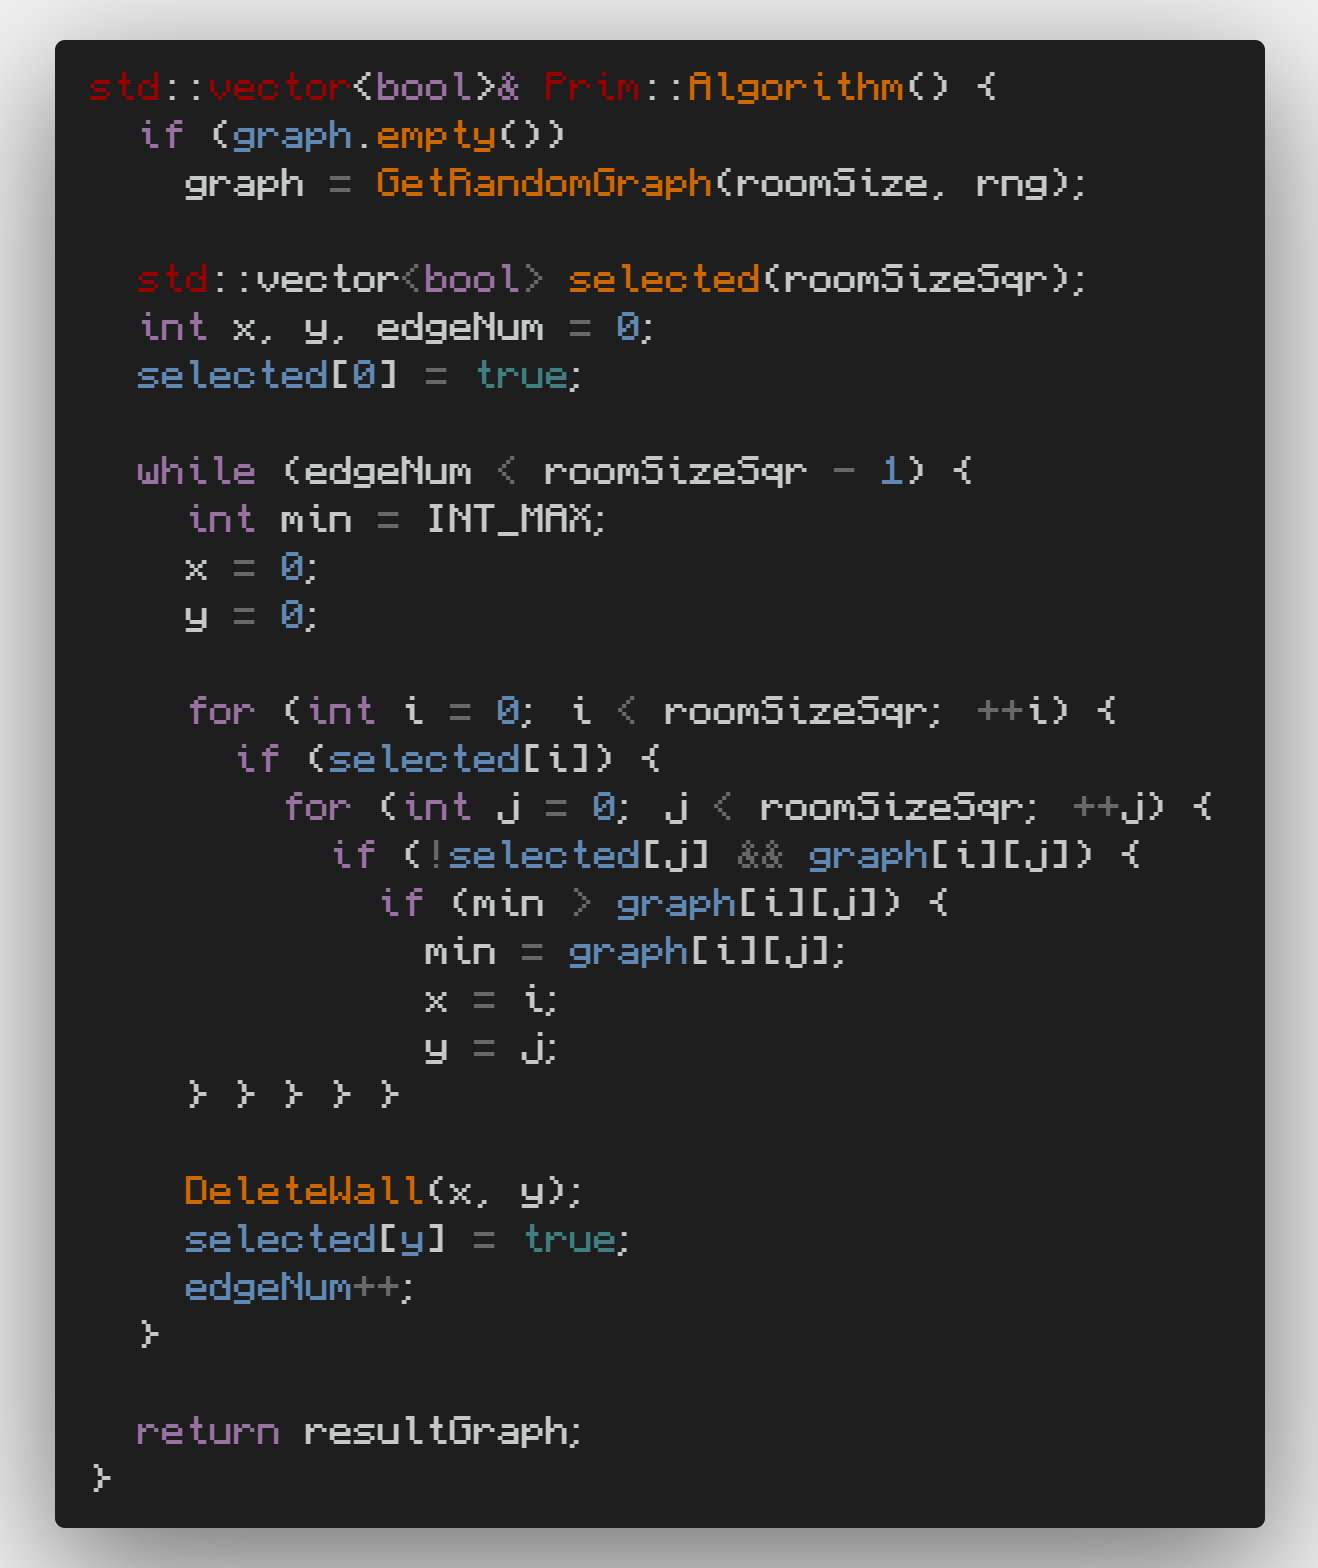 std::vector<bool>& Prim::Algorithm() {
  if (graph.empty())
    graph = GetRandomGraph(roomSize, rng);

  std::vector<bool> selected(roomSizeSqr);
  int x, y, edgeNum = 0;
  selected[0] = true;

  while (edgeNum < roomSizeSqr - 1) {
    int min = INT_MAX;
    x = 0;
    y = 0;

    for (int i = 0; i < roomSizeSqr; ++i) {
      if (selected[i]) {
        for (int j = 0; j < roomSizeSqr; ++j) {
          if (!selected[j] && graph[i][j]) {
            if (min > graph[i][j]) {
              min = graph[i][j];
              x = i;
              y = j;
    } } } } }

    DeleteWall(x, y);
    selected[y] = true;
    edgeNum++;
  }

  return resultGraph;
}